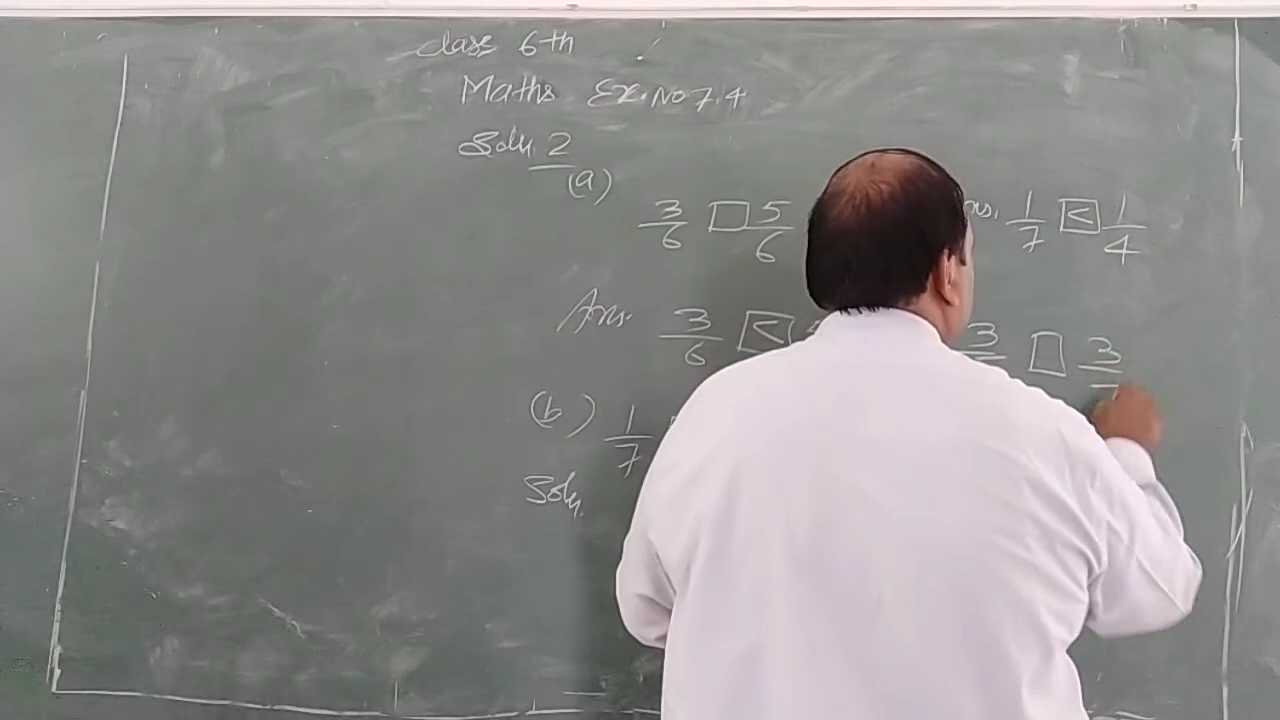 Class 6th
Maths Ex. No 7.4
Soln. 2
(a)
3/6 □ 5/6
Ans. 3/6 <
(b) 1/7
Soln.
1/7 < 1/4
3 □ 3